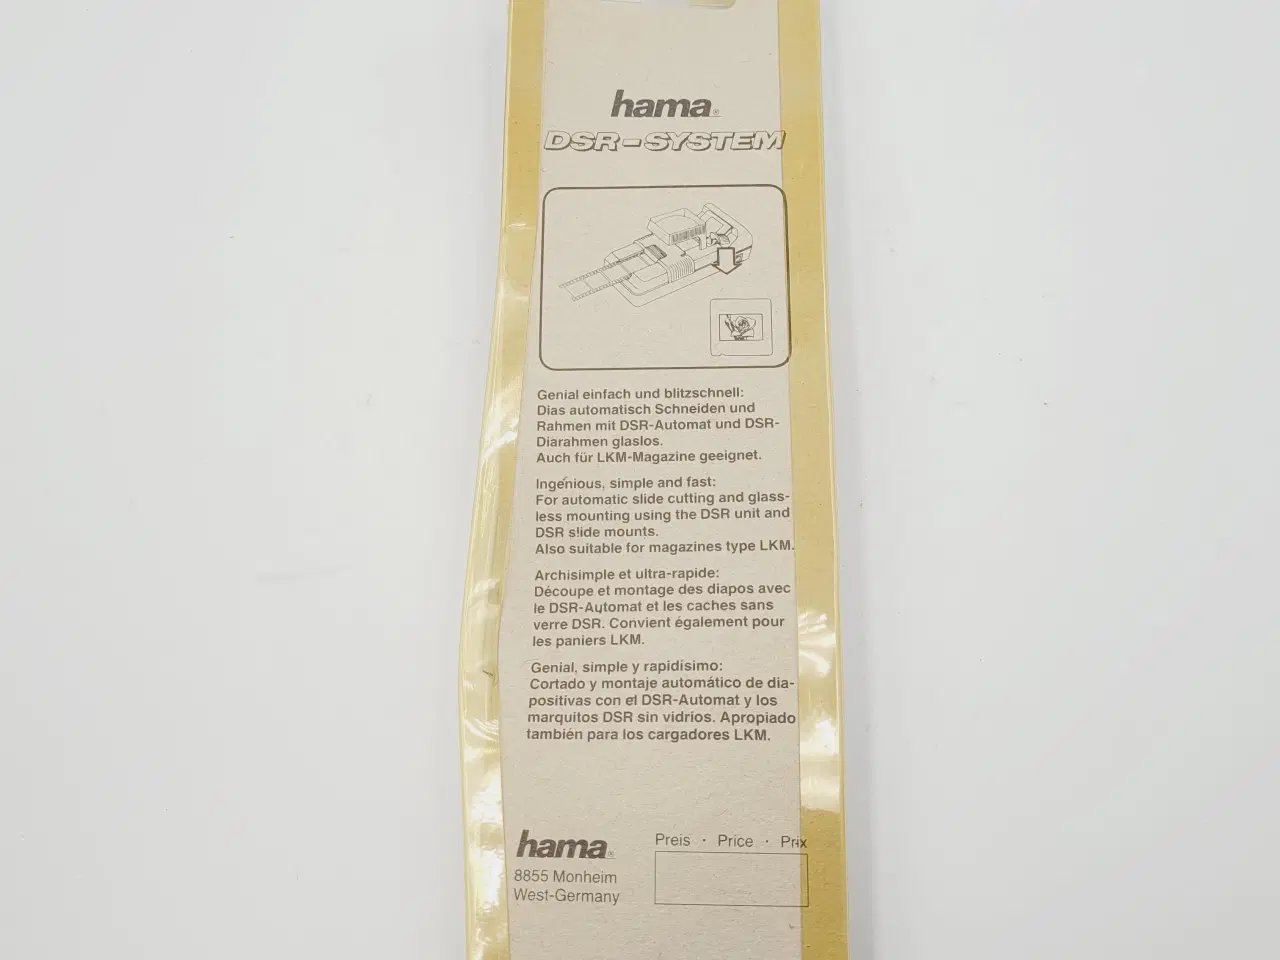 hama®
DSR-SYSTEM
Genial einfach und blitzschnell:
Dias automatisch Schneiden und
Rahmen mit DSR-Automat und DSR-
Diarahmen glaslos.
Auch für LKM-Magazine geeignet.
Ingenious, simple and fast:
For automatic slide cutting and glass-
less mounting using the DSR unit and
DSR slide mounts.
Also suitable for magazines type LKM.
Archisimple et ultra-rapide:
Découpe et montage des diapos avec
le DSR-Automat et les caches sans
verre DSR. Convient également pour
les paniers LKM.
Genial, simple y rapidísimo:
Cortado y montaje automático de dia-
positivas con el DSR-Automat y los
marquitos DSR sin vidrios. Apropiado
también para los cargadores LKM.
hama®
8855 Monheim
West-Germany
Preis · Price · Prix